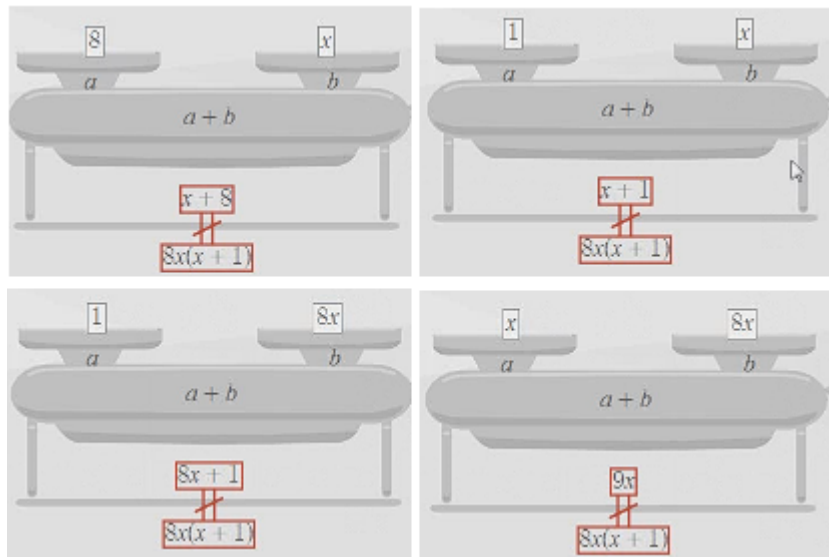 8 x
a b
a + b
x + 8
8x(x + 1)
1 x
a b
a + b
x + 1
8x(x + 1)
1 8x
a b
a + b
8x + 1
8x(x + 1)
x 8x
a b
a + b
9x
8x(x + 1)